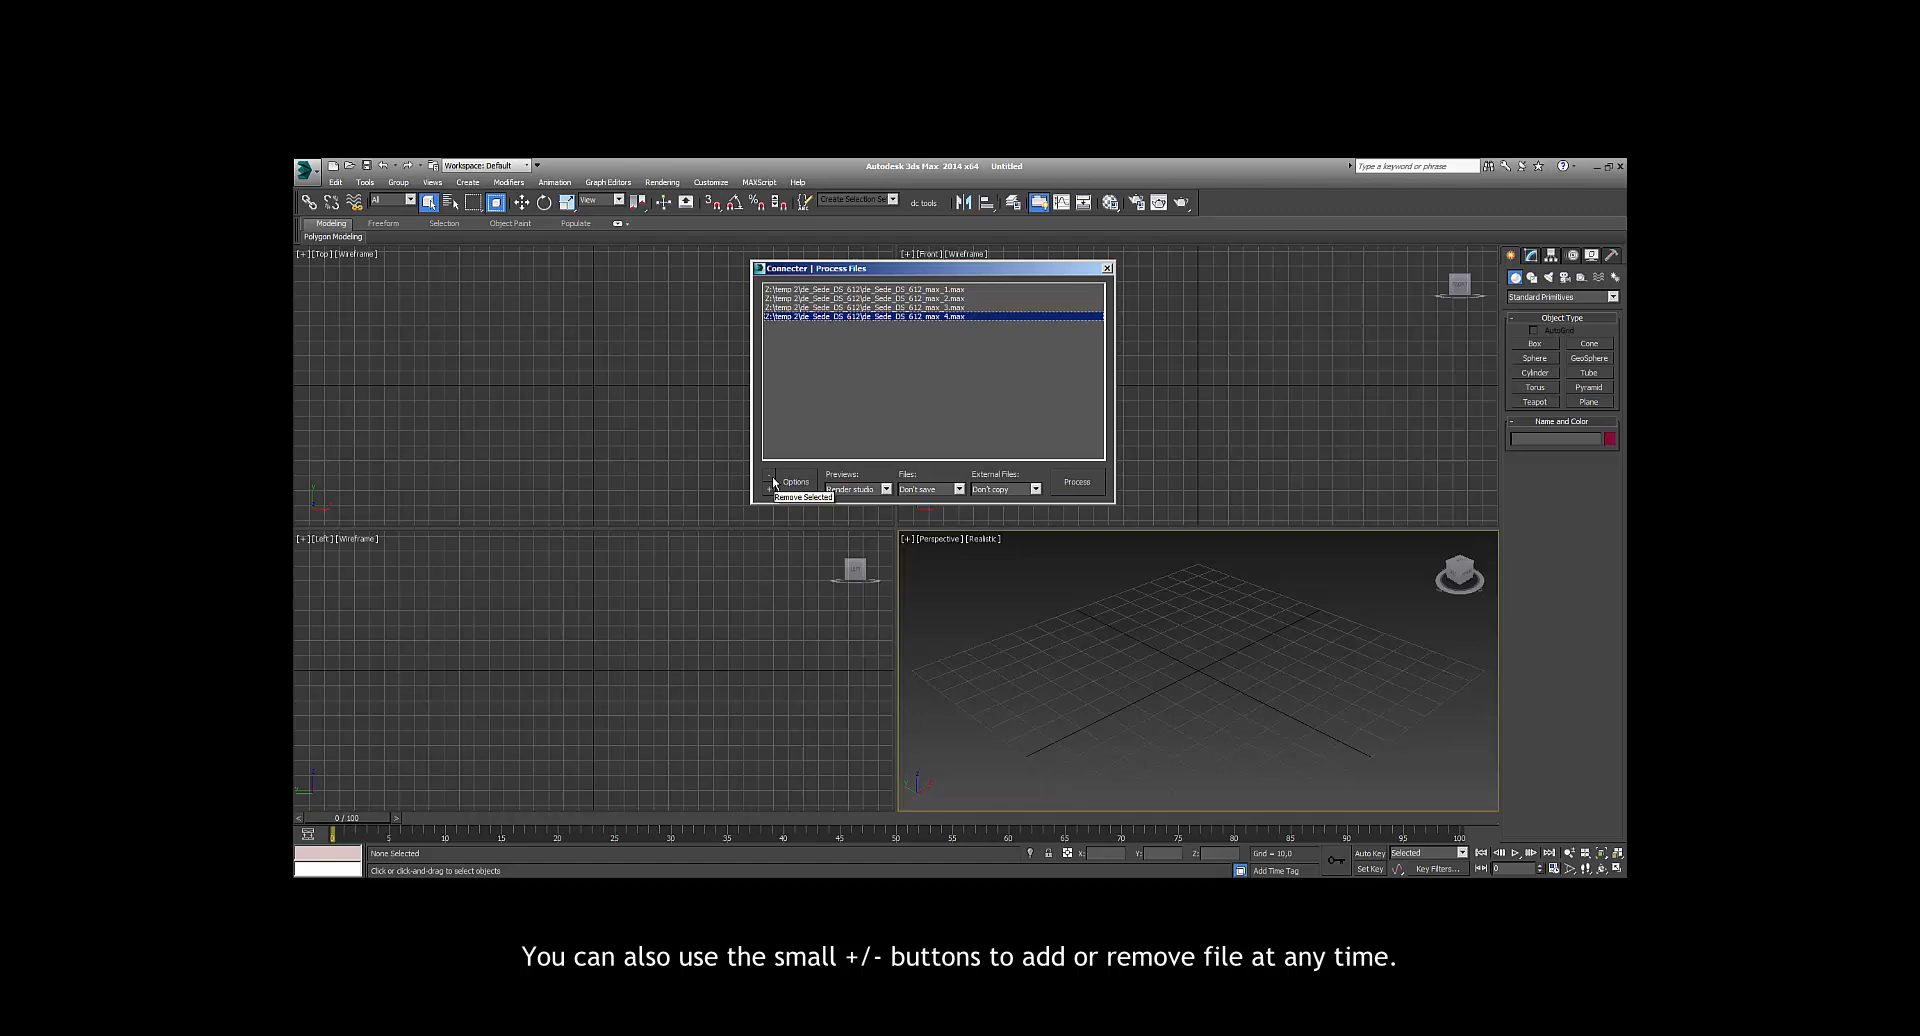 Workspace: Default
Autodesk 3ds Max 2014 x64 Untitled
Type a keyword or phrase
Edit Tools Group Views Create Modifiers Animation Graph Editors Rendering Customize MAXScript Help
All
View
Create Selection Se
dc tools
Modeling Freeform Selection Object Paint Populate
Polygon Modeling
[+][Top][Wireframe]
[+][Front][Wireframe]
Connecter | Process Files
Z:\temp 2\de_Sede_DS_612\de_Sede_DS_612_max_1.max
Z:\temp 2\de_Sede_DS_612\de_Sede_DS_612_max_2.max
Z:\temp 2\de_Sede_DS_612\de_Sede_DS_612_max_3.max
Z:\temp 2\de_Sede_DS_612\de_Sede_DS_612_max_4.max
- +
Options
Previews: Files: External Files:
Render studio Don't save Don't copy
Process
Remove Selected
FRONT
Standard Primitives
- Object Type
AutoGrid
Box Cone
Sphere GeoSphere
Cylinder Tube
Torus Pyramid
Teapot Plane
- Name and Color
[+][Left][Wireframe]
LEFT
[+][Perspective][Realistic]
< 0 / 100 >
0 5 10 15 20 25 30 35 40 45 50 55 60 65 70 75 80 85 90 95 100
None Selected
X: Y: Z:
Grid = 10,0
Auto Key Selected
Click or click-and-drag to select objects
Add Time Tag
Set Key Key Filters...
0
You can also use the small +/- buttons to add or remove file at any time.